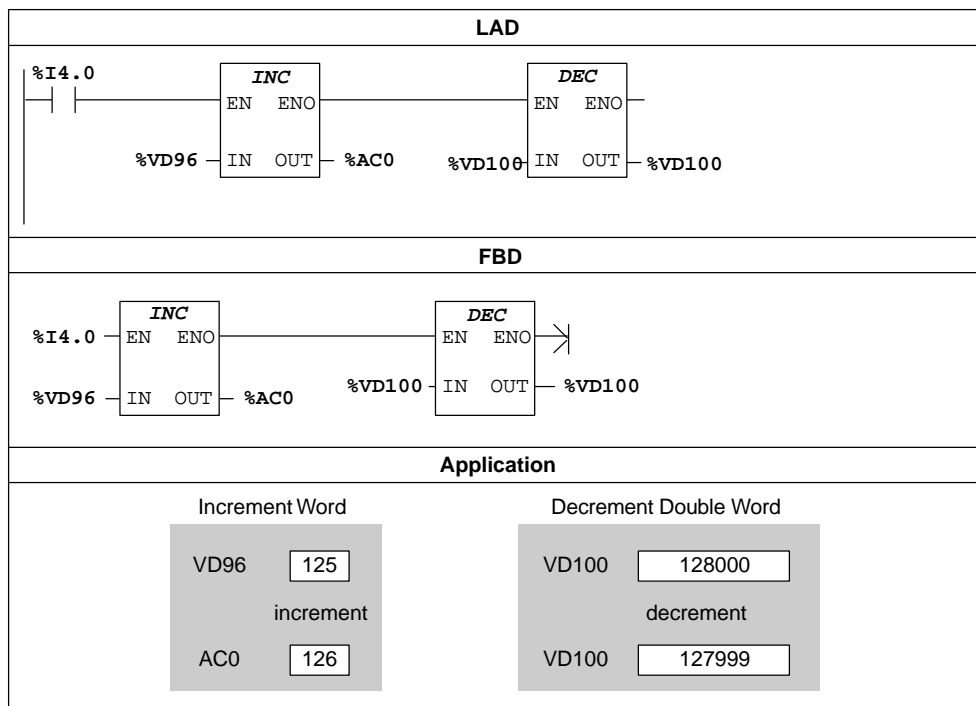 LAD
%I4.0
INC
DEC
EN ENO
EN ENO
%VD96 IN OUT %AC0
%VD100 IN OUT %VD100
FBD
INC
DEC
%I4.0 EN ENO
EN ENO
%VD96 IN OUT %AC0
%VD100 IN OUT %VD100
Application
Increment Word
Decrement Double Word
VD96 125
increment
AC0 126
VD100 128000
decrement
VD100 127999